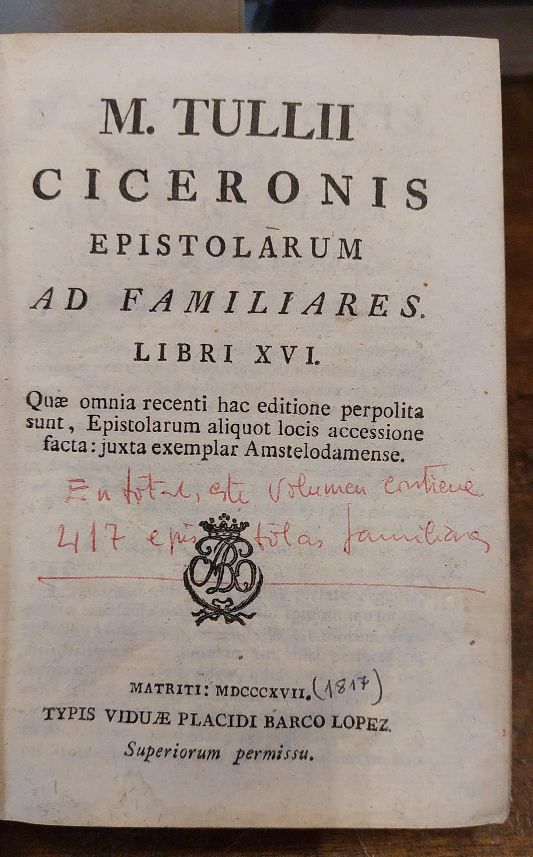 M. TULLII
CICERONIS
EPISTOLARUM
AD FAMILIARES.
LIBRI XVI.
Quæ omnia recenti hac editione perpolita
sunt, Epistolarum aliquot locis accessione
facta: juxta exemplar Amstelodamense.
En total, este volumen contiene
417 epístolas familiares
MATRITI: MDCCCXVII. (1817)
TYPIS VIDUÆ PLACIDI BARCO LOPEZ.
Superiorum permissu.